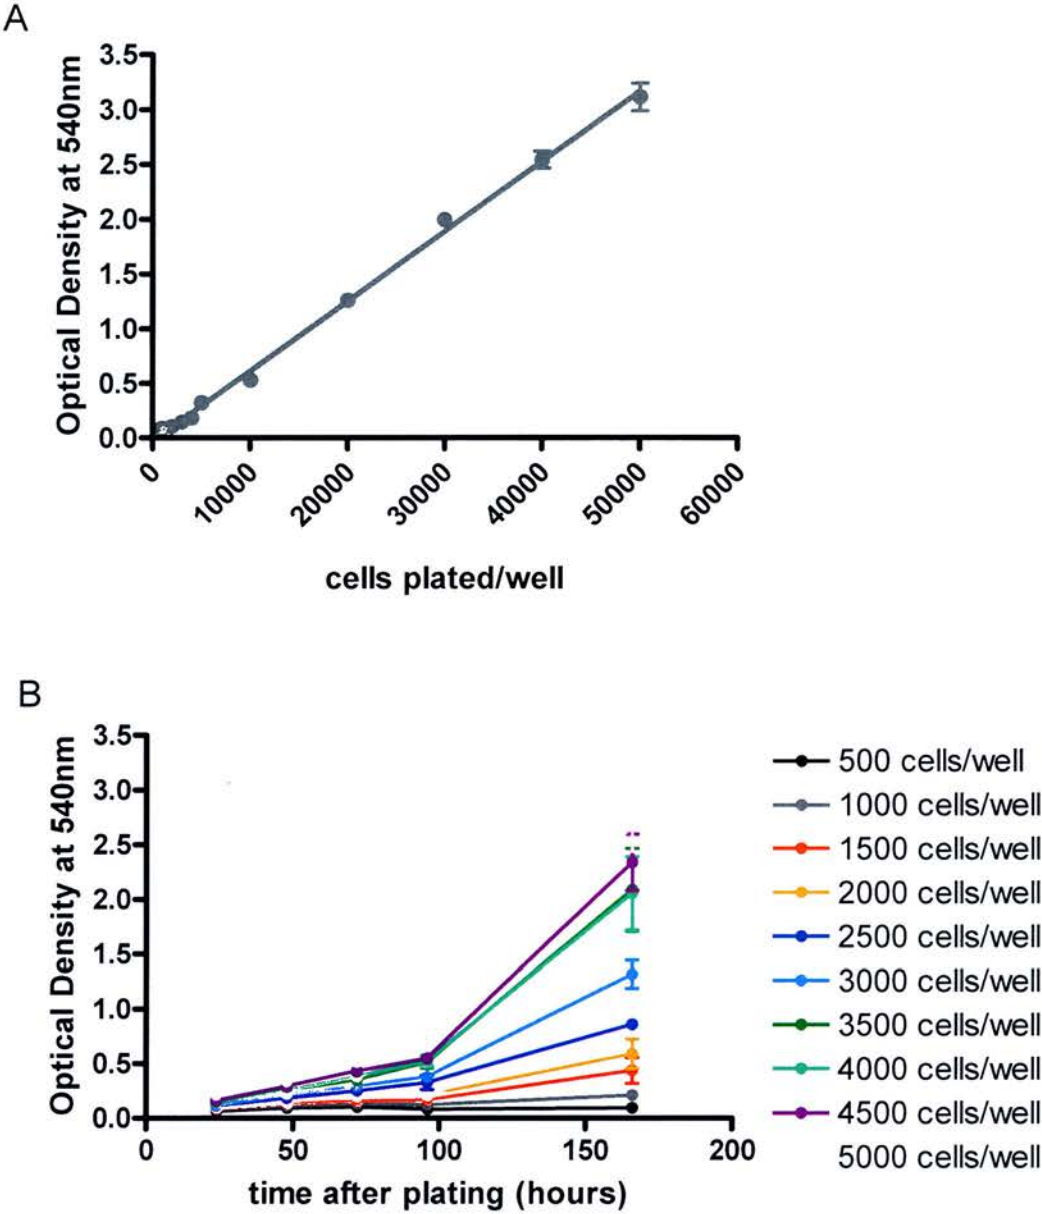 A
Optical Density at 540nm
3.5
3.0
2.5
2.0
1.5
1.0
0.5
0.0
0
10000
20000
30000
40000
50000
60000
cells plated/well
B
Optical Density at 540nm
3.5
3.0
2.5
2.0
1.5
1.0
0.5
0.0
0
50
100
150
200
time after plating (hours)
500 cells/well
1000 cells/well
1500 cells/well
2000 cells/well
2500 cells/well
3000 cells/well
3500 cells/well
4000 cells/well
4500 cells/well
5000 cells/well